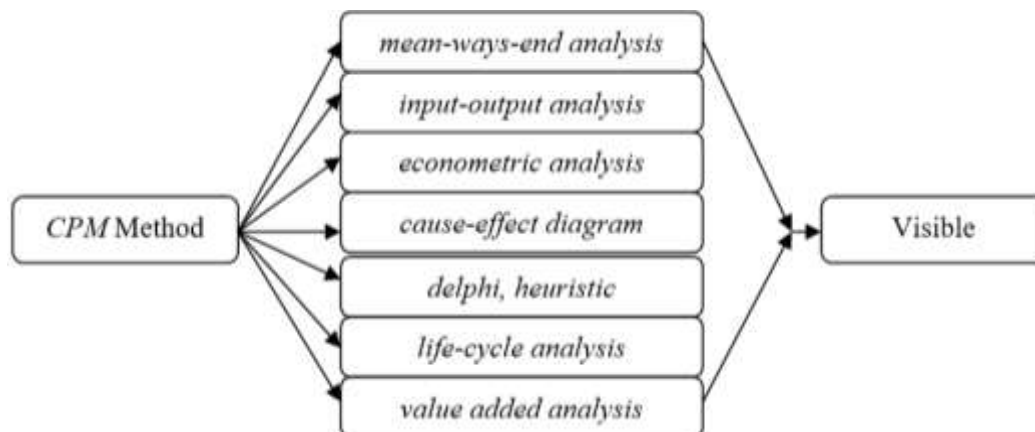 mean-ways-end analysis
input-output analysis
econometric analysis
CPM Method
cause-effect diagram
Visible
delphi, heuristic
life-cycle analysis
value added analysis